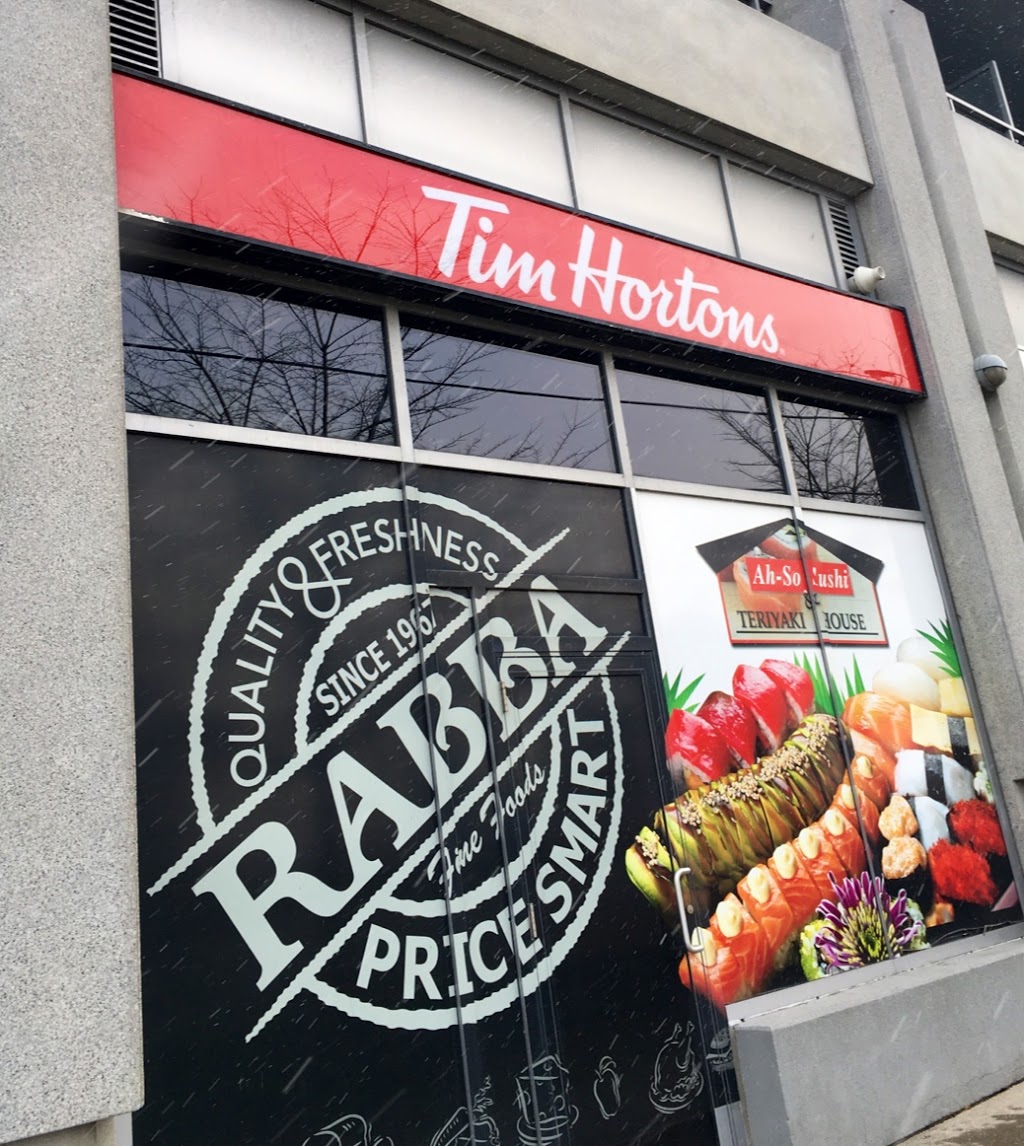 Tim Hortons
QUALITY & FRESHNESS
SINCE 1967
RABBA
Fine Foods
PRICE SMART
Ah-So Sushi
&
TERIYAKI HOUSE